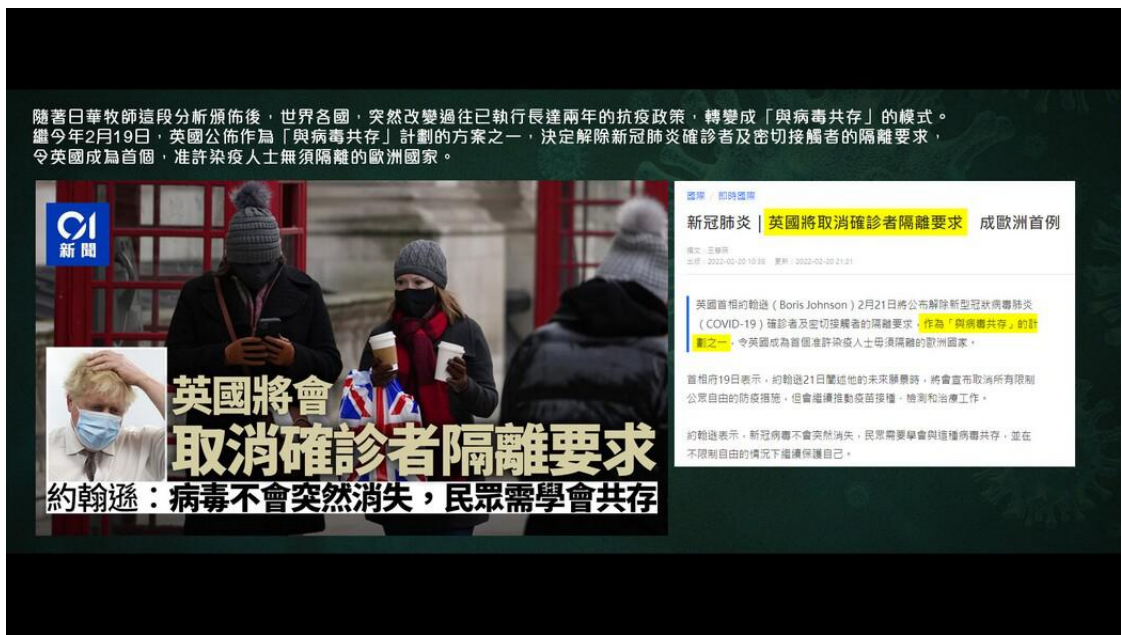 隨著日華牧師這段分析頒佈後，世界各國，突然改變過往已執行長達兩年的抗疫政策，轉變成「與病毒共存」的模式。
繼今年2月19日，英國公佈作為「與病毒共存」計劃的方案之一，決定解除新冠肺炎確診者及密切接觸者的隔離要求，
令英國成為首個，准許染疫人士無須隔離的歐洲國家。
01
新聞
英國將會
取消確診者隔離要求
約翰遜：病毒不會突然消失，民眾需學會共存
國際 / 即時國際
新冠肺炎｜英國將取消確診者隔離要求 成歐洲首例
撰文：
出版：2022-02-20 10:38 更新：2022-02-20 21:21
英國首相約翰遜（Boris Johnson）2月21日將公布解除新型冠狀病毒肺炎
（COVID-19）確診者及密切接觸者的隔離要求，作為「與病毒共存」的計
劃之一，令英國成為首個准許染疫人士毋須隔離的歐洲國家。
首相府19日表示，約翰遜21日闡述他的未來願景時，將會宣布取消所有限制
公眾自由的防疫措施，但會繼續推動疫苗接種、檢測和治療工作。
約翰遜表示，新冠病毒不會突然消失，民眾需要學會與這種病毒共存，並在
不限制自由的情況下繼續保護自己。